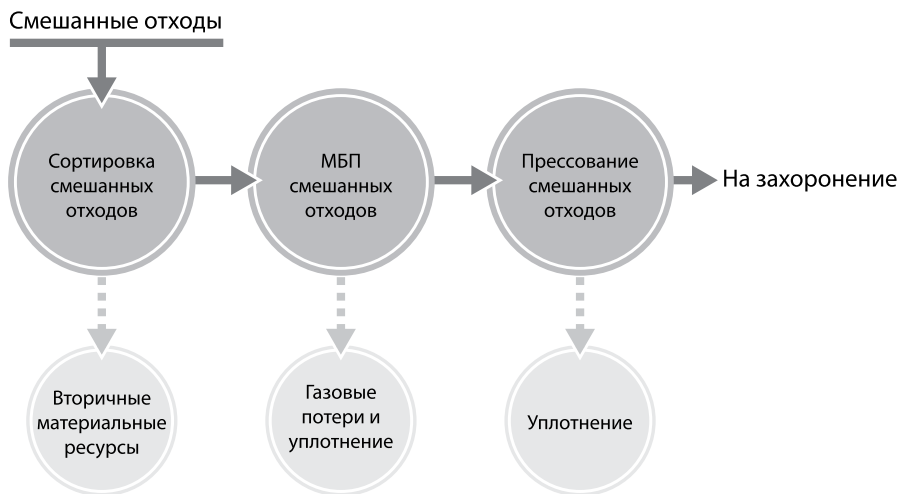 Смешанные отходы
Сортировка
смешанных
отходов
МБП
смешанных
отходов
Прессование
смешанных
отходов
На захоронение
Вторичные
материальные
ресурсы
Газовые
потери и
уплотнение
Уплотнение